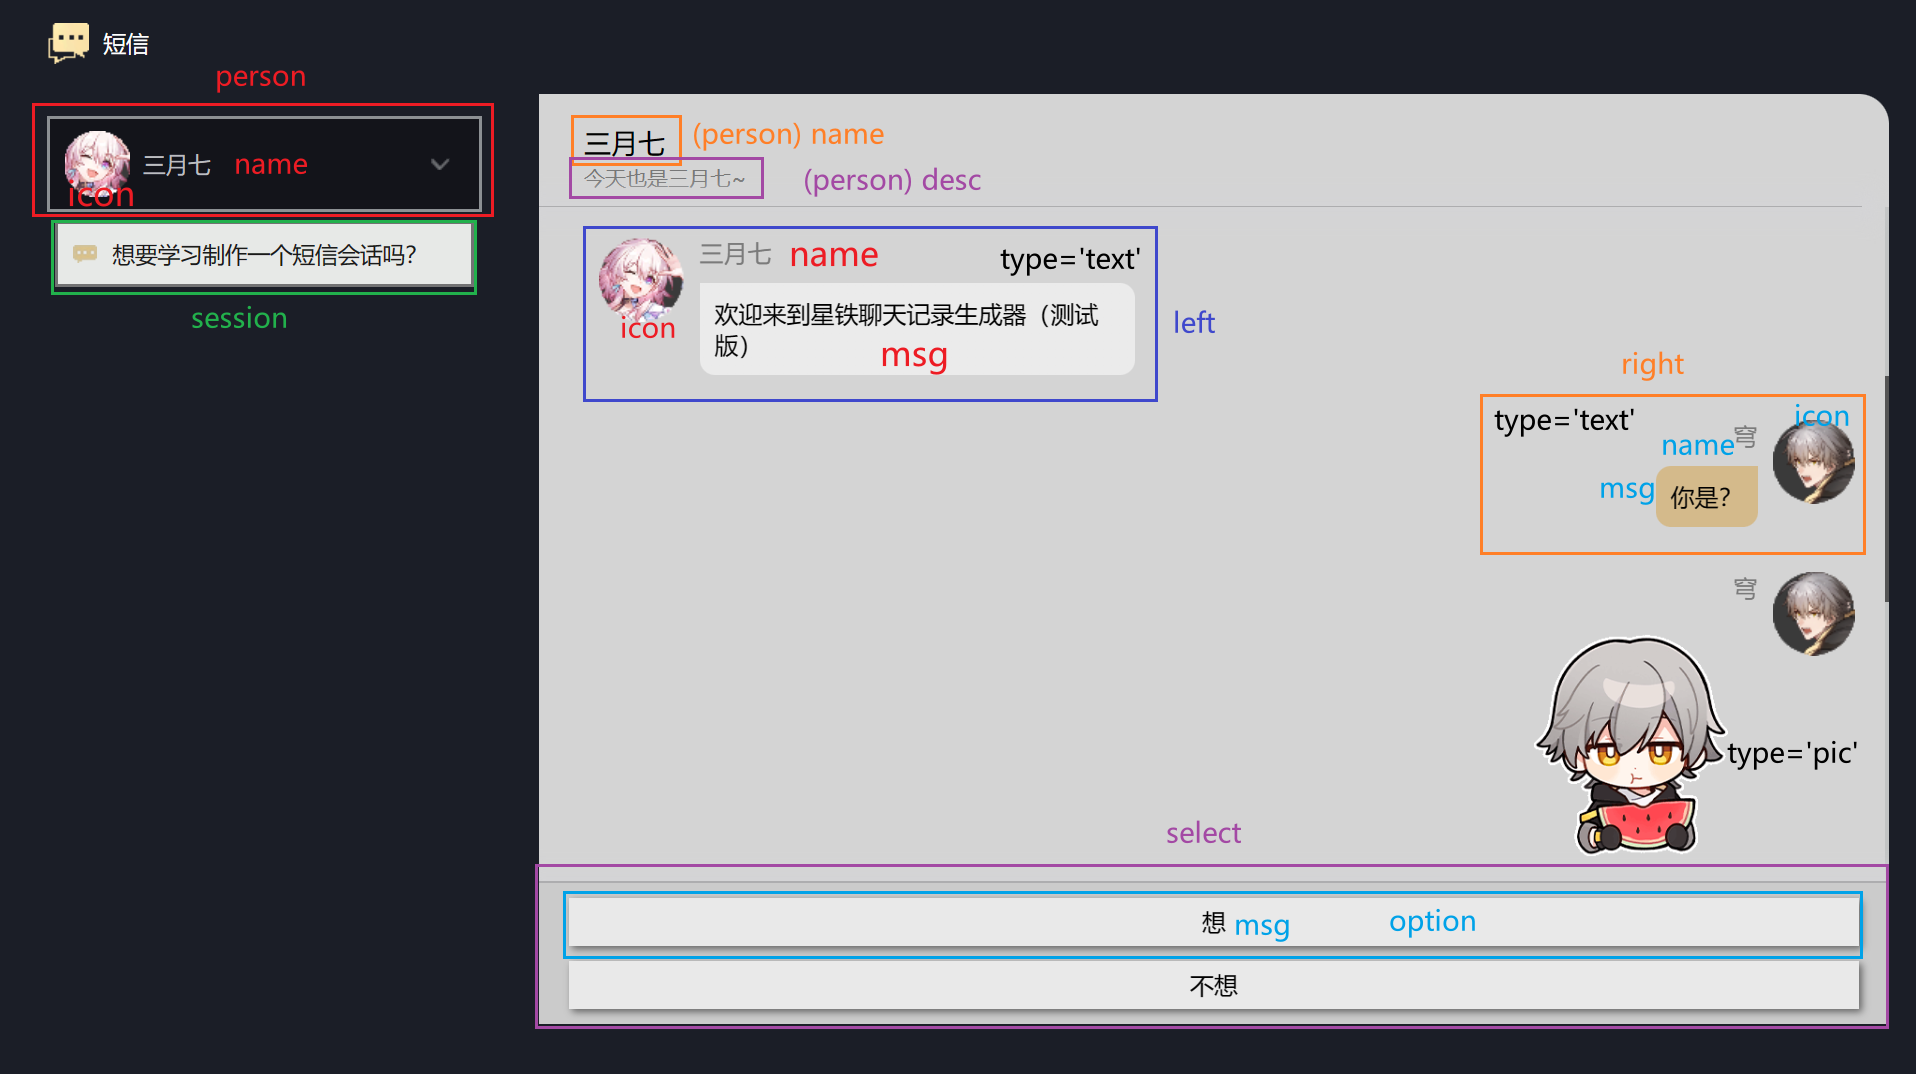 短信
person
三月七 name
icon
想要学习制作一个短信会话吗?
session
三月七 (person) name
今天也是三月七~ (person) desc
三月七 name type='text'
icon
欢迎来到星铁聊天记录生成器（测试
版）
msg
left
right
type='text' icon
name 穹
msg 你是?
穹
type='pic'
select
想 msg option
不想